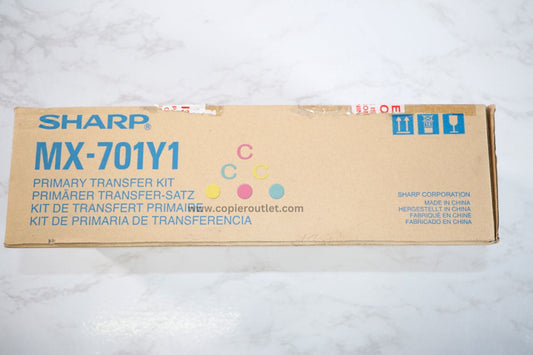 SHARP®
MX-701Y1
PRIMARY TRANSFER KIT
PRIMÄRER TRANSFER-SATZ
KIT DE TRANSFERT PRIMAIRE
KIT DE PRIMARIA DE TRANSFERENCIA
C
C C
www.copieroutlet.com
SHARP CORPORATION
MADE IN CHINA
HERGESTELLT IN CHINA
FABRIQUÉ EN CHINE
FABRICADO EN CHINA